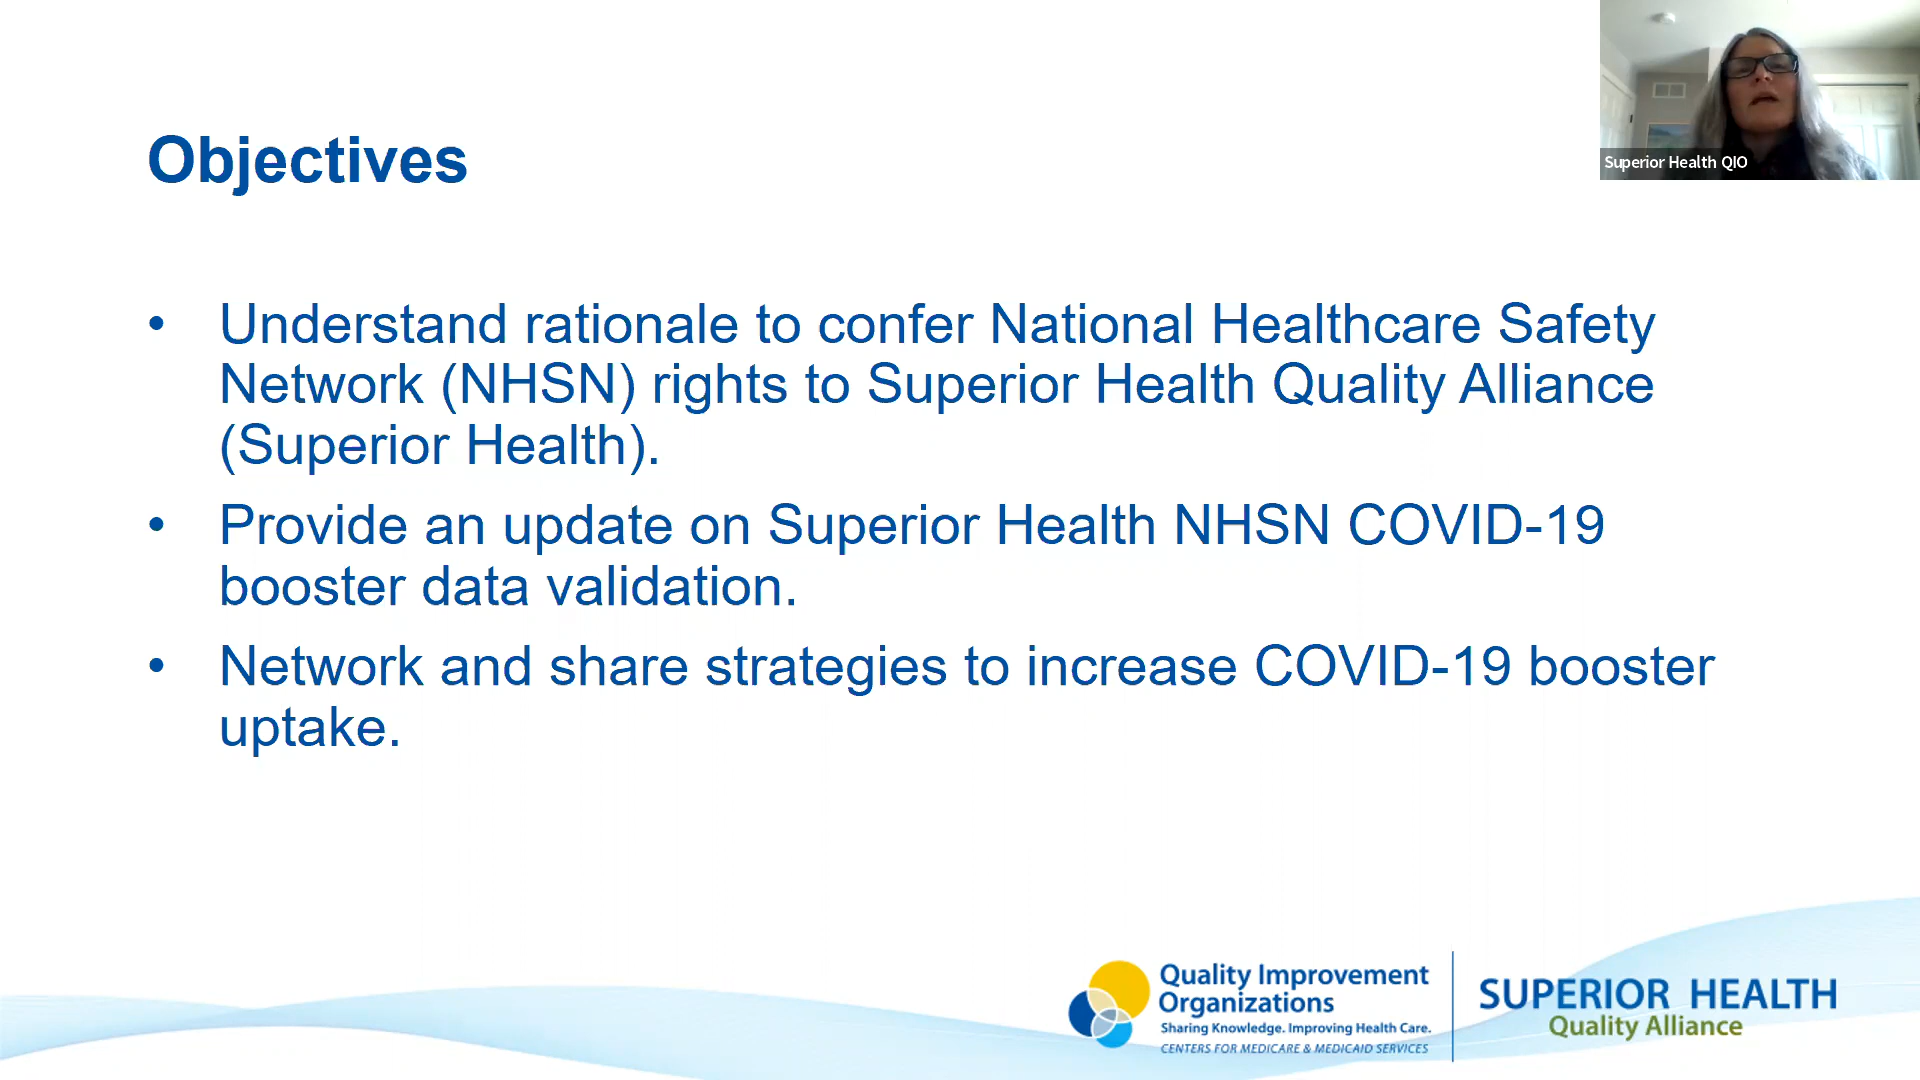 Superior Health QIO
Objectives
• Understand rationale to confer National Healthcare Safety
Network (NHSN) rights to Superior Health Quality Alliance
(Superior Health).
• Provide an update on Superior Health NHSN COVID-19
booster data validation.
• Network and share strategies to increase COVID-19 booster
uptake.
Quality Improvement
Organizations
Sharing Knowledge. Improving Health Care.
CENTERS FOR MEDICARE & MEDICAID SERVICES
SUPERIOR HEALTH
Quality Alliance